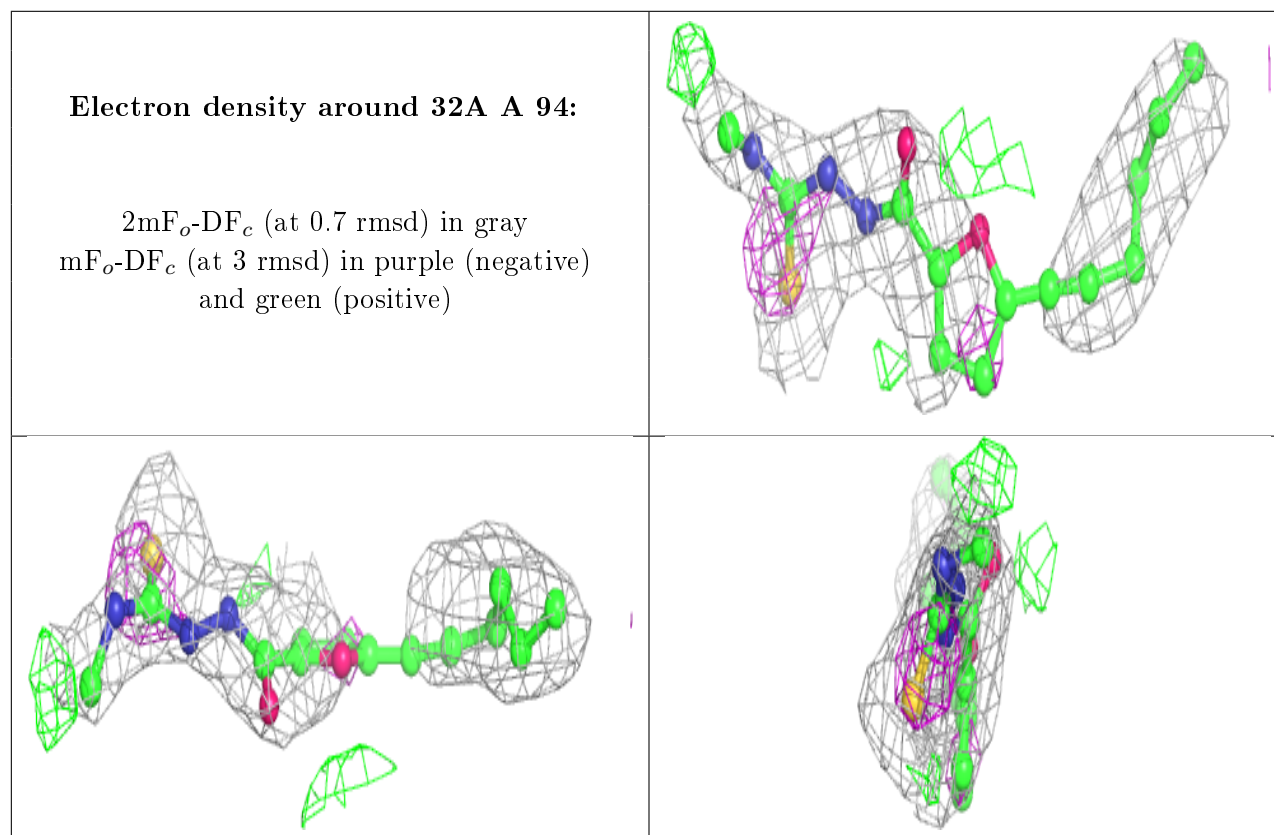 Electron density around 32A A 94:
2mFo-DFc (at 0.7 rmsd) in gray
mFo-DFc (at 3 rmsd) in purple (negative)
and green (positive)